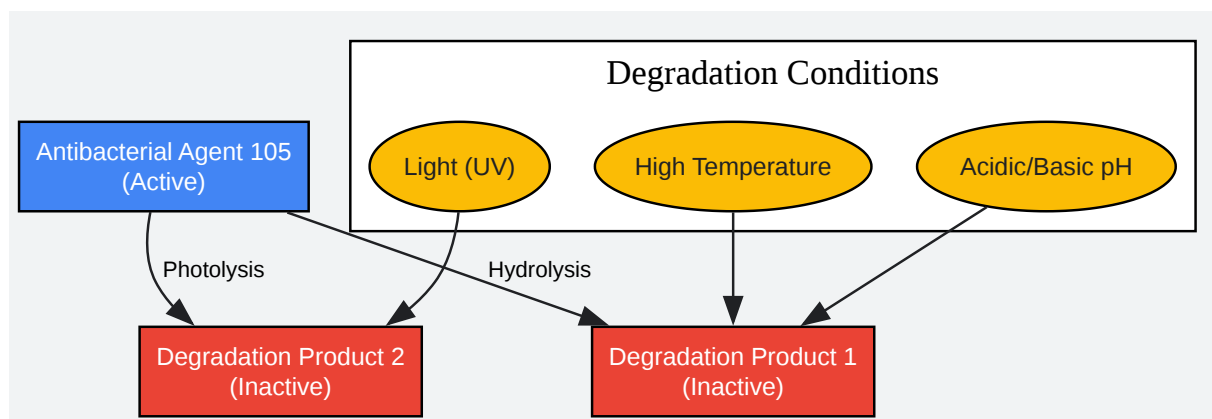 Degradation Conditions
Antibacterial Agent 105
(Active)
Light (UV)
High Temperature
Acidic/Basic pH
Photolysis
Hydrolysis
Degradation Product 2
(Inactive)
Degradation Product 1
(Inactive)